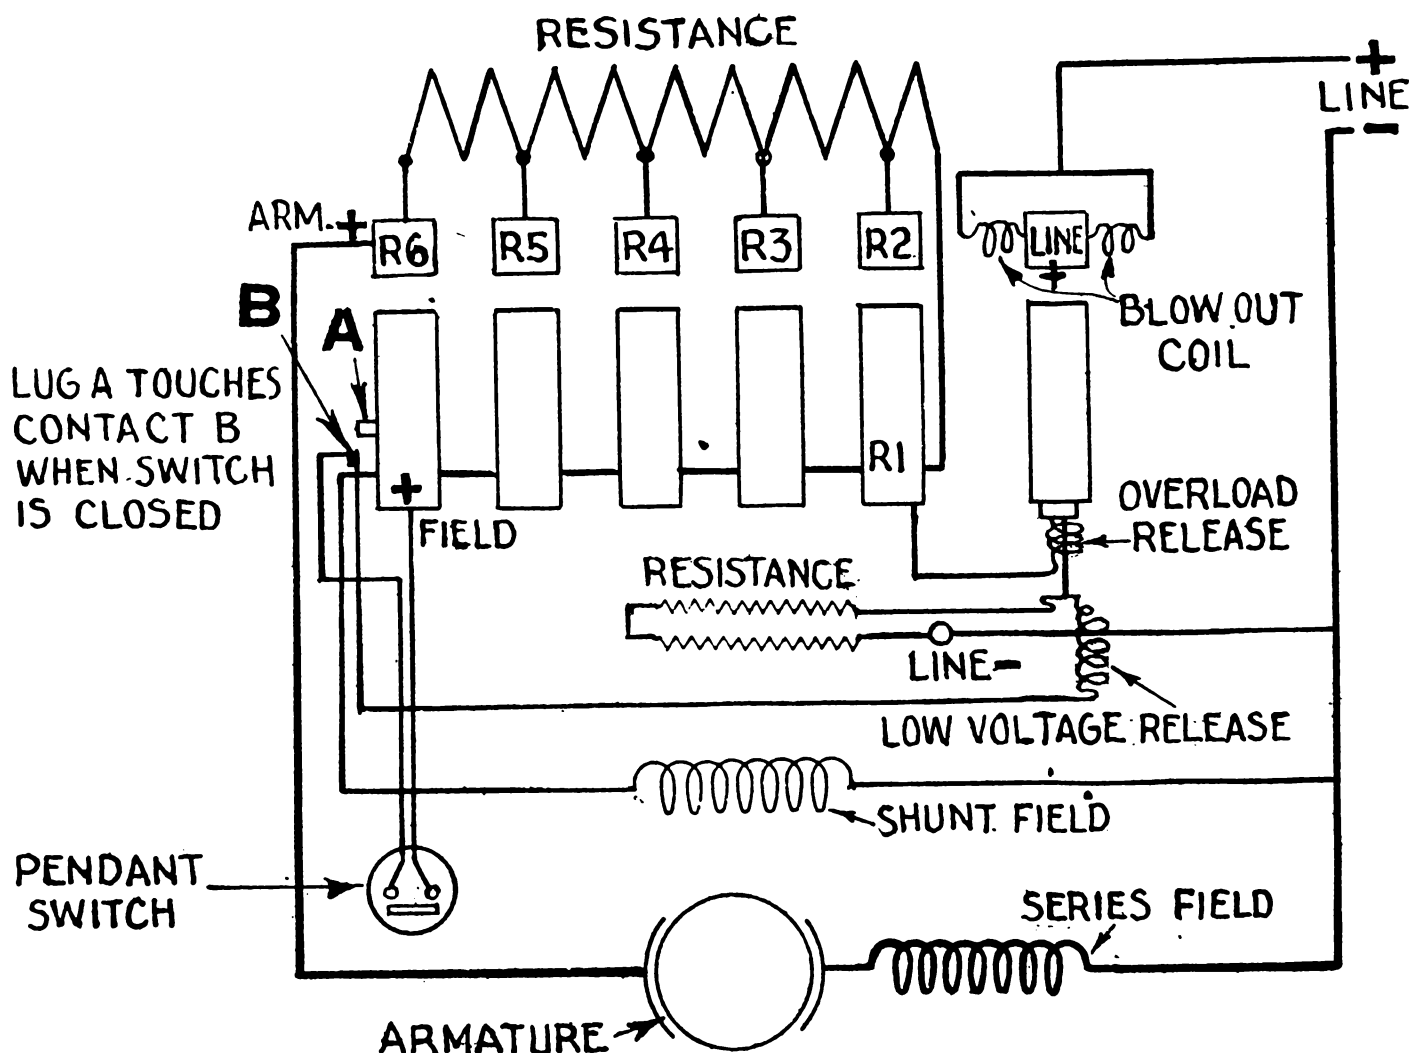 RESISTANCE
+
LINE
−
ARM. +
R6 R5 R4 R3 R2 LINE
+
B
A
BLOW OUT
COIL
LUG A TOUCHES
CONTACT B
WHEN SWITCH
IS CLOSED
R1
+
FIELD
OVERLOAD
RELEASE
RESISTANCE
LINE −
LOW VOLTAGE RELEASE
SHUNT FIELD
PENDANT
SWITCH
SERIES FIELD
ARMATURE